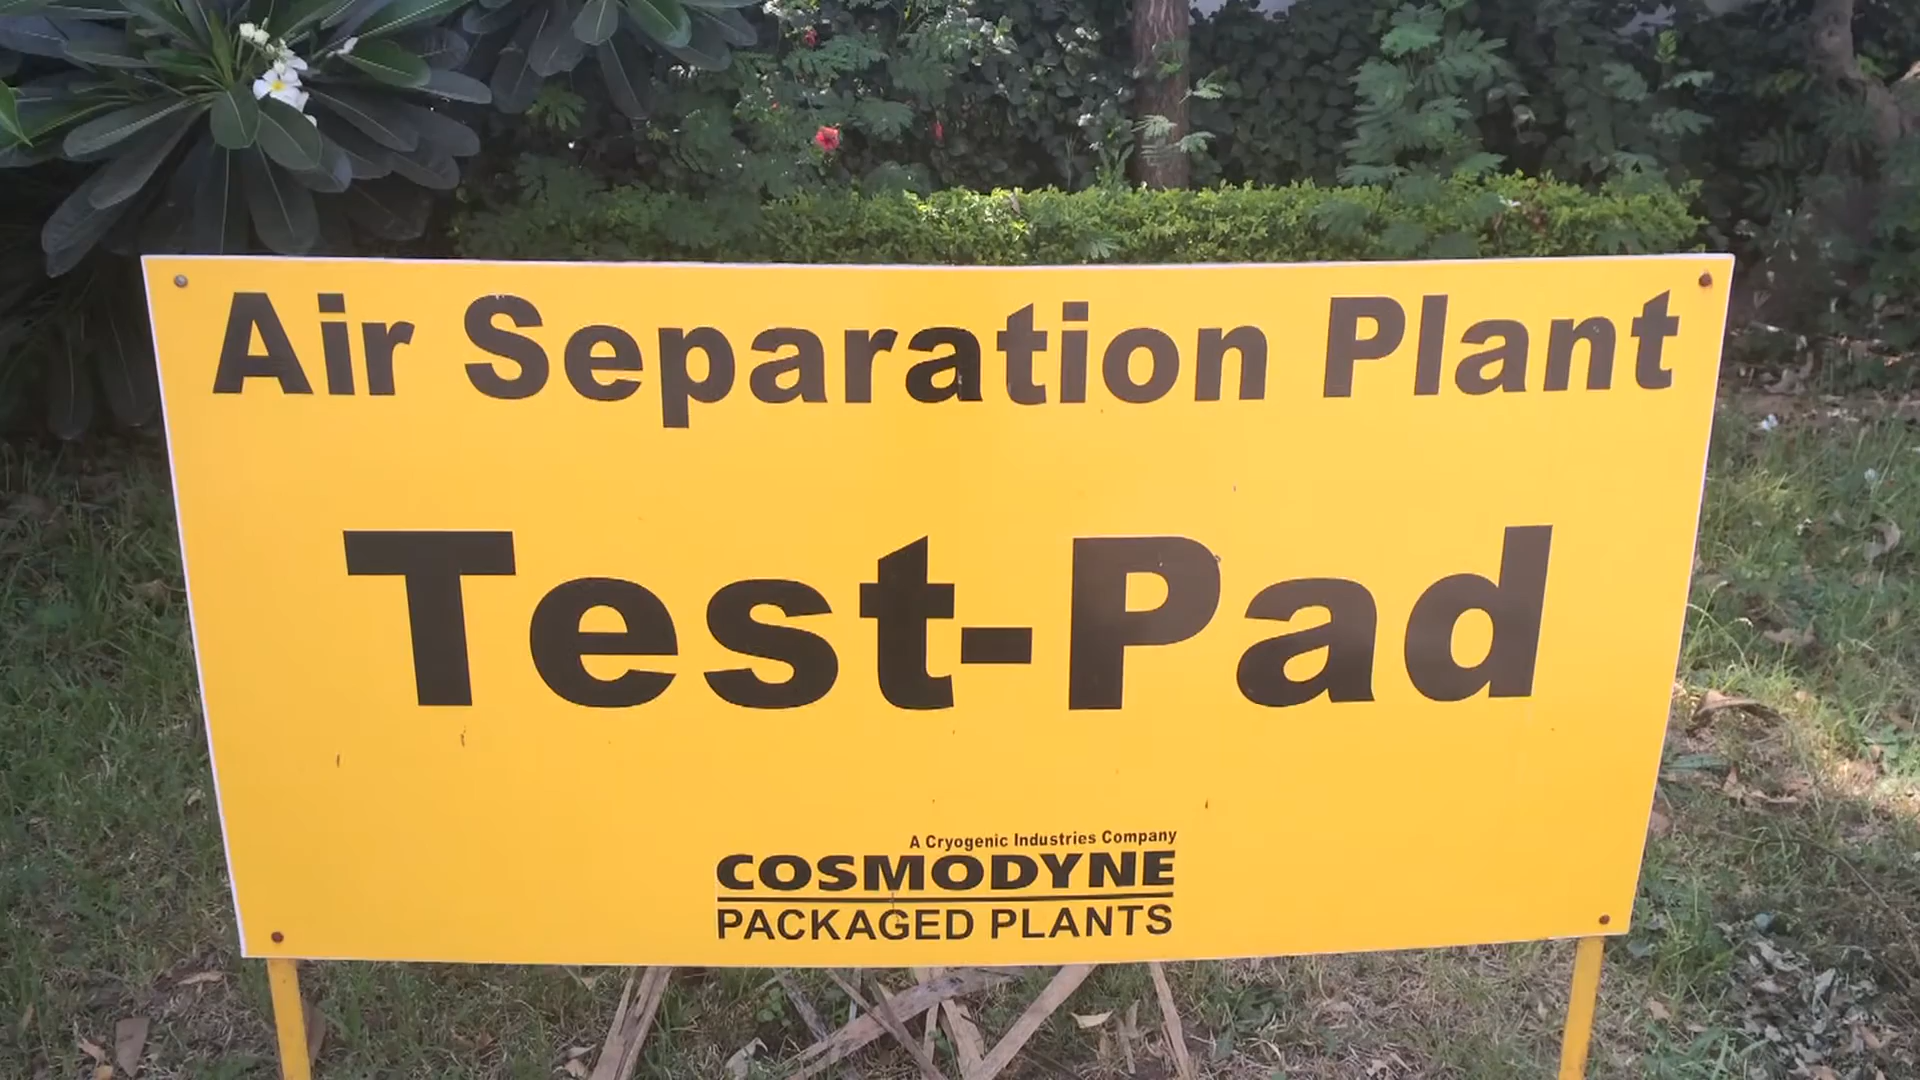 Air Separation Plant
Test-Pad
A Cryogenic Industries Company
COSMODYNE
PACKAGED PLANTS